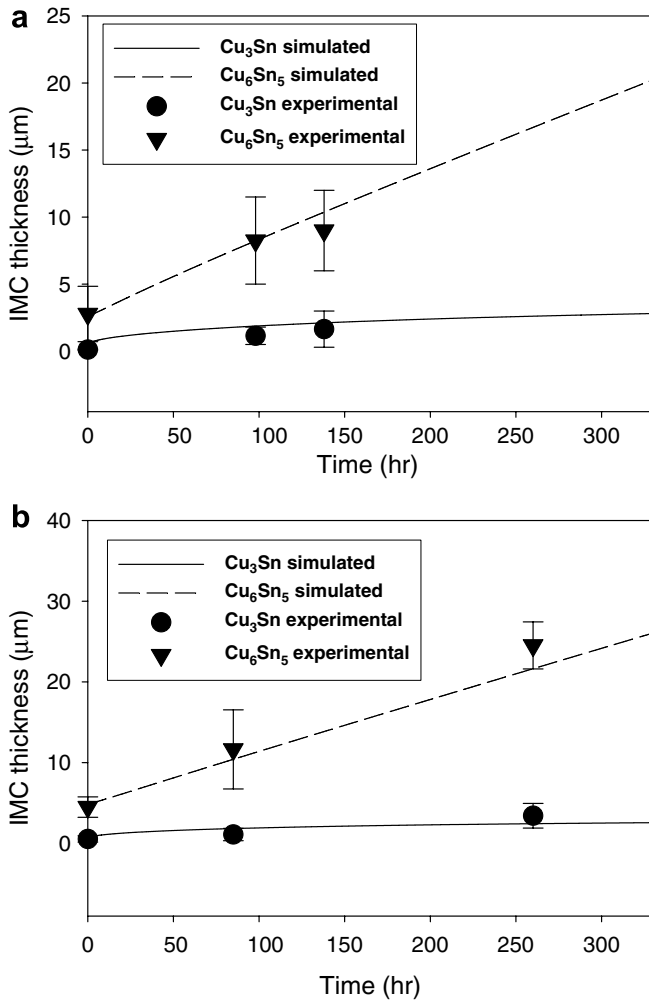 a
25
20
15
10
5
0
IMC thickness (μm)
Cu₃Sn simulated
Cu₆Sn₅ simulated
Cu₃Sn experimental
Cu₆Sn₅ experimental
0 50 100 150 200 250 300
Time (hr)
b
40
30
20
10
0
IMC thickness (μm)
Cu₃Sn simulated
Cu₆Sn₅ simulated
Cu₃Sn experimental
Cu₆Sn₅ experimental
0 50 100 150 200 250 300
Time (hr)